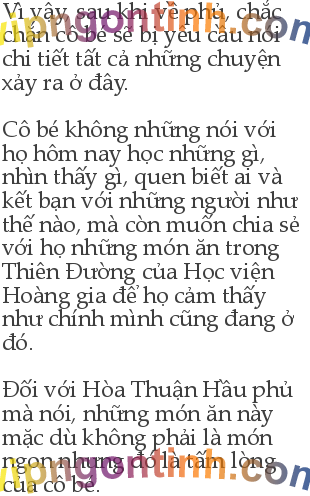 Vì vậy, sau khi về phủ, chắc
chắn cô bé sẽ bị yêu cầu nói
chi tiết tất cả những chuyện
xảy ra ở đây.
Cô bé không những nói với
họ hôm nay học những gì,
nhìn thấy gì, quen biết ai và
kết bạn với những người như
thế nào, mà còn muốn chia sẻ
với họ những món ăn trong
Thiên Đường của Học viện
Hoàng gia để họ cảm thấy
như chính mình cũng đang ở
đó.
Đối với Hòa Thuận Hầu phủ
mà nói, những món ăn này
mặc dù không phải là món
ngon nhưng đó là tấm lòng
của cô bé.
vipngontinh.com
vipngontinh.com